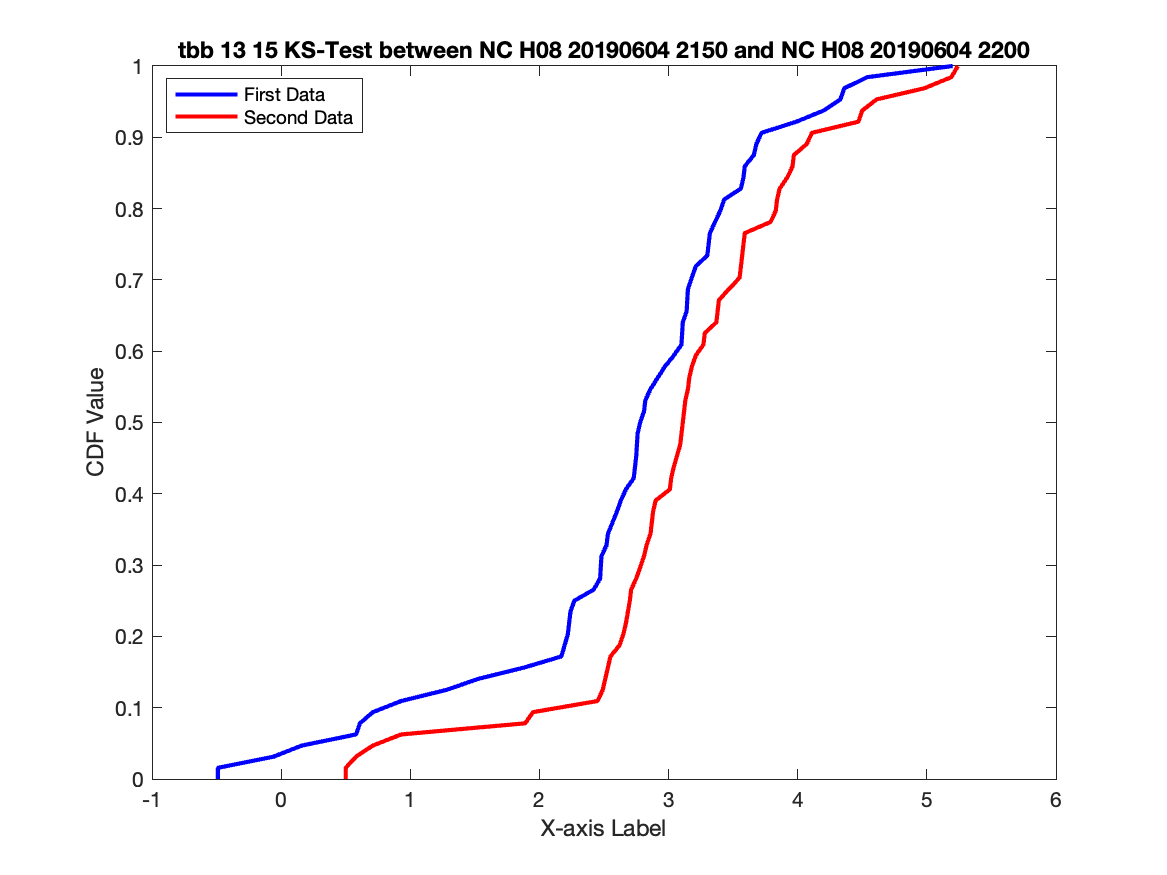 tbb 13 15 KS-Test between NC H08 20190604 2150 and NC H08 20190604 2200
First Data
Second Data
1
0.9
0.8
0.7
0.6
0.5
0.4
0.3
0.2
0.1
0
CDF Value
-1 0 1 2 3 4 5 6
X-axis Label